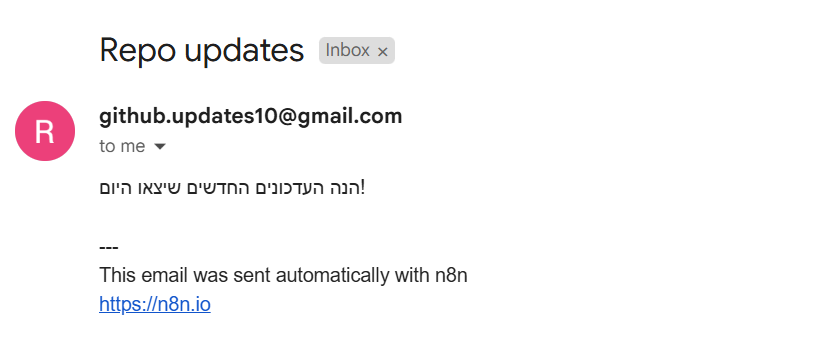 Repo updates Inbox ×
R
github.updates10@gmail.com
to me
הנה העדכונים החדשים שיצאו היום!
---
This email was sent automatically with n8n
https://n8n.io